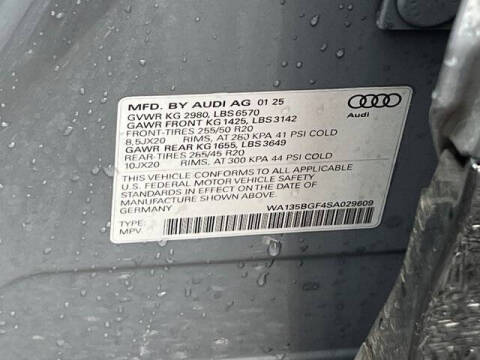 MFD. BY AUDI AG 01 25
GVWR KG 2980, LBS 6570
GAWR FRONT KG 1425, LBS 3142
FRONT-TIRES 255/50 R20
8,5JX20 RIMS, AT 280 KPA 41 PSI COLD
GAWR REAR KG 1655, LBS 3649
REAR-TIRES 285/45 R20
10JX20 RIMS, AT 300 KPA 44 PSI COLD
THIS VEHICLE CONFORMS TO ALL APPLICABLE
U.S. FEDERAL MOTOR VEHICLE SAFETY
STANDARDS IN EFFECT ON THE DATE OF
MANUFACTURE SHOWN ABOVE.
GERMANY
TYPE:
MPV
Audi
WA135BGF4SA029609